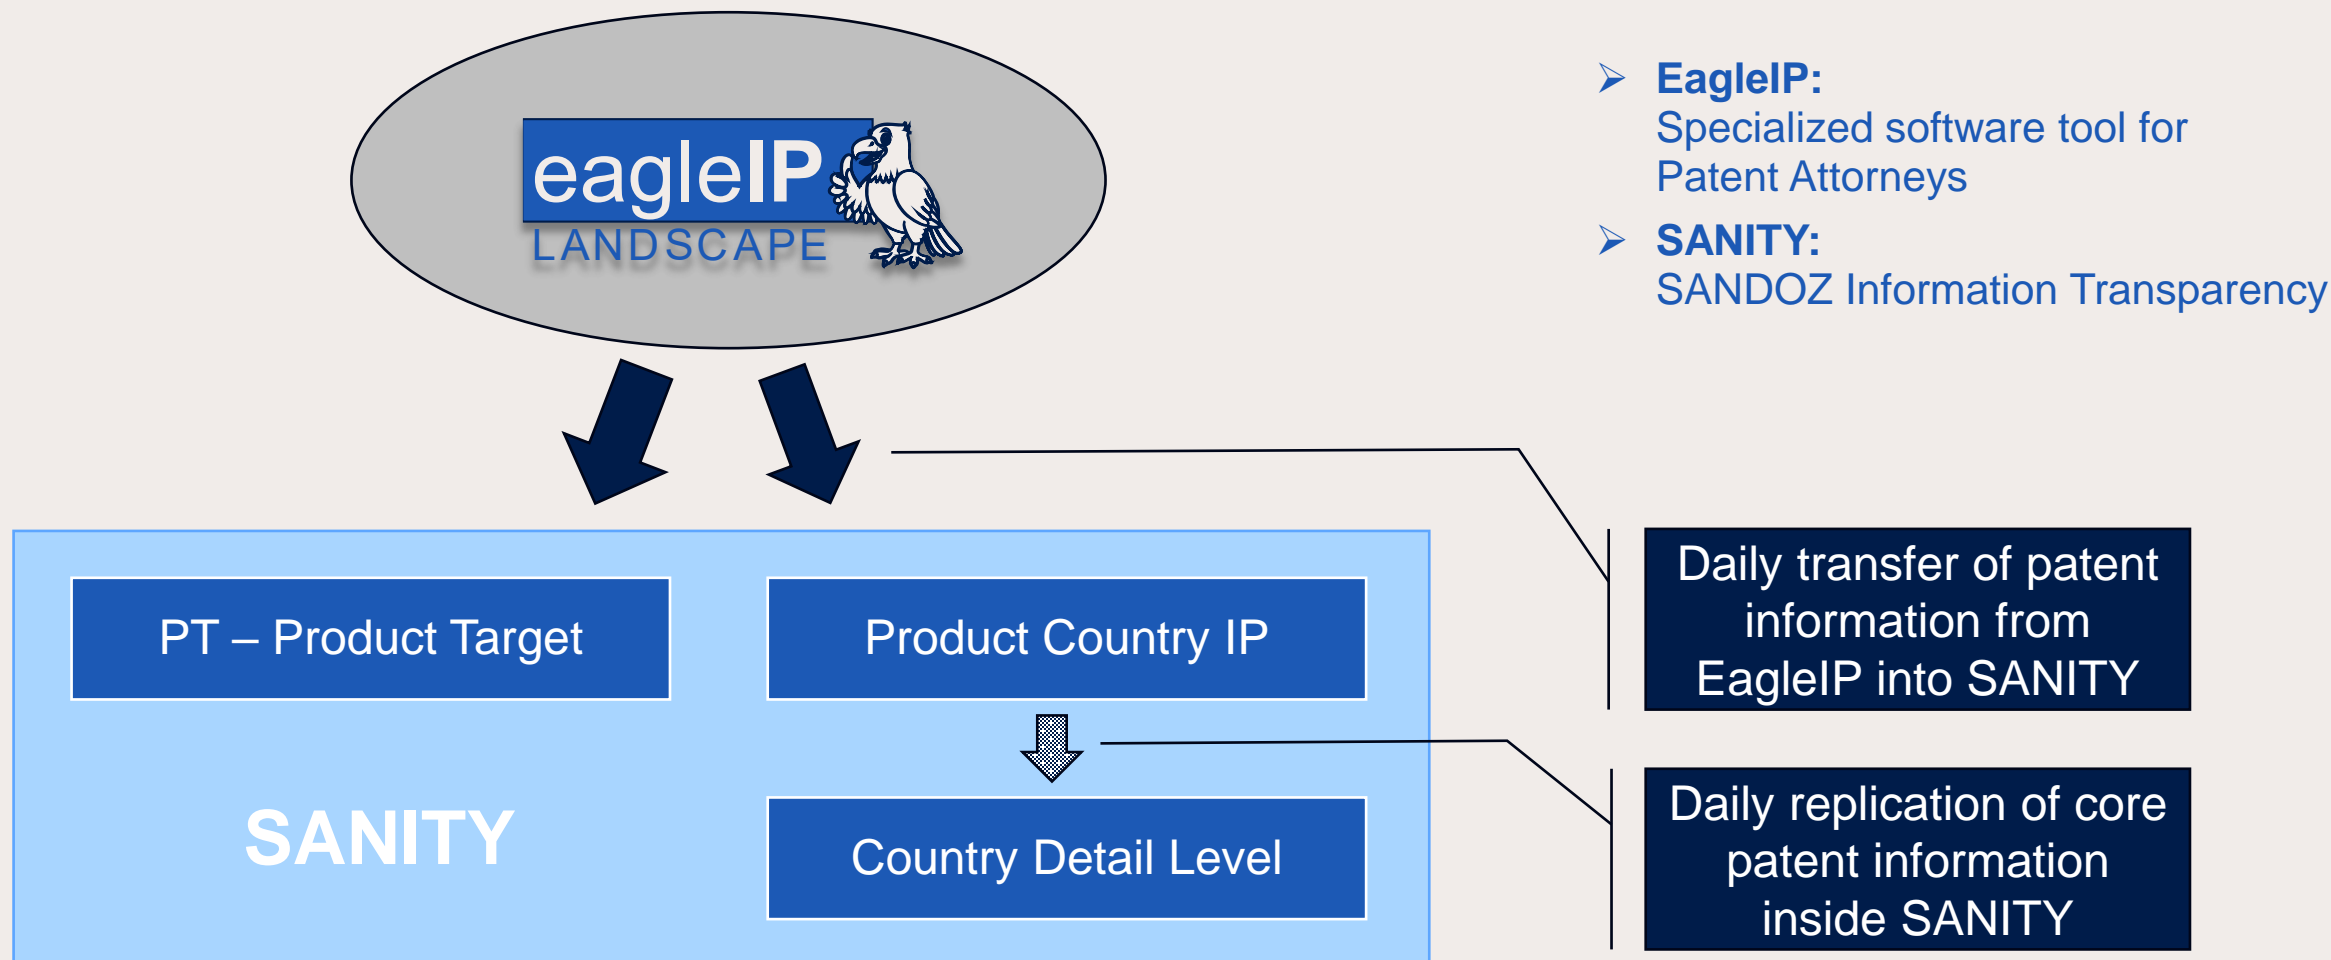 eagleIP
LANDSCAPE
➢ EagleIP:
Specialized software tool for
Patent Attorneys
➢ SANITY:
SANDOZ Information Transparency
PT – Product Target
Product Country IP
SANITY
Country Detail Level
Daily transfer of patent
information from
EagleIP into SANITY
Daily replication of core
patent information
inside SANITY